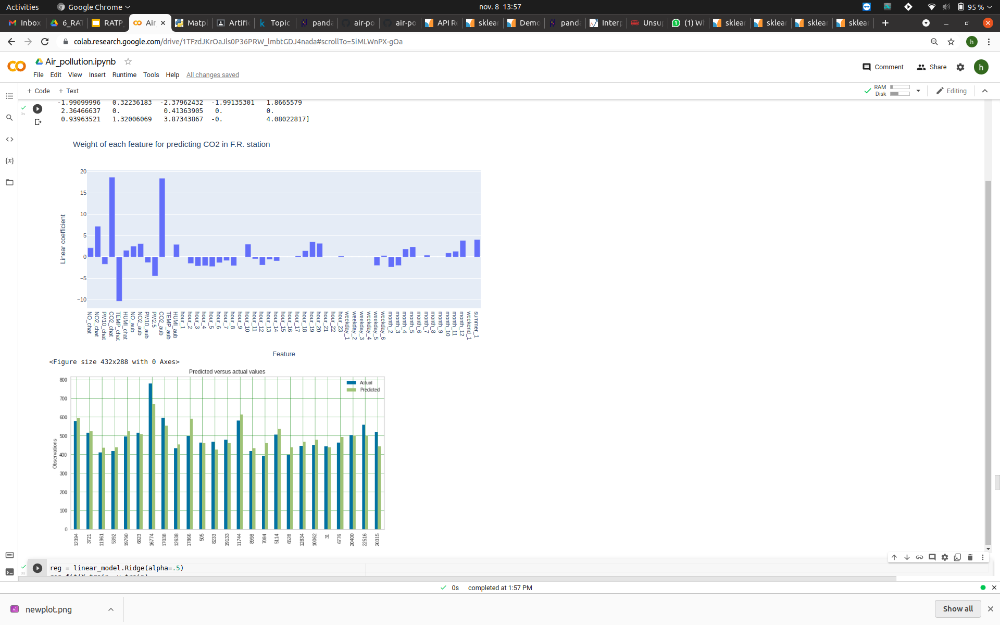 Activities Google Chrome nov. 8 13:57 95 %
Inbox 6_RAT RATP Air Matpl Artific Topic panda air-po air-po API R sklear Demo panda Interp Unsup (1) W sklear sklear sklear sklear
colab.research.google.com/drive/1TFzdJKrOaJls0P36PRW_lmbtGDJ4nada#scrollTo=5iMLWnPX-gOa h
Air_pollution.ipynb
Comment Share h
File Edit View Insert Runtime Tools Help All changes saved
+ Code + Text RAM Disk Editing
-1.99099996 0.32236183 -2.37962432 -1.99135301 1.8665579
2.36466637 0. 0.41363905 0. 0.
0.93963521 1.32006069 3.87343867 -0. 4.08022817]
0s
Weight of each feature for predicting CO2 in F.R. station
20
15
10
5
0
−5
−10
Linear coefficient
NO_chat NO2_chat PM10_chat CO2_chat TEMP_chat HUMI_chat NO_aub NO2_aub PM10_aub PM2.5 CO2_aub TEMP_aub HUMI_aub hour_1 hour_2 hour_3 hour_4 hour_5 hour_6 hour_7 hour_8 hour_9 hour_10 hour_11 hour_12 hour_13 hour_14 hour_15 hour_16 hour_17 hour_18 hour_19 hour_20 hour_21 hour_22 hour_23 weekday_1 weekday_2 weekday_3 weekday_4 weekday_5 weekday_6 month_2 month_3 month_4 month_5 month_6 month_7 month_8 month_9 month_10 month_11 month_12 weekend_1 summer_1
Feature
<Figure size 432x288 with 0 Axes>
Predicted versus actual values
Actual
Predicted
800
700
600
500
400
300
200
100
0
Observations
12394 3721 11961 5392 19790 6823 16774 17038 12638 17866 505 8233 19133 11744 8998 7084 5114 6528 12834 10062 31 6776 20400 22516 20315
reg = linear_model.Ridge(alpha=.5)
0s
0s completed at 1:57 PM
newplot.png
Show all